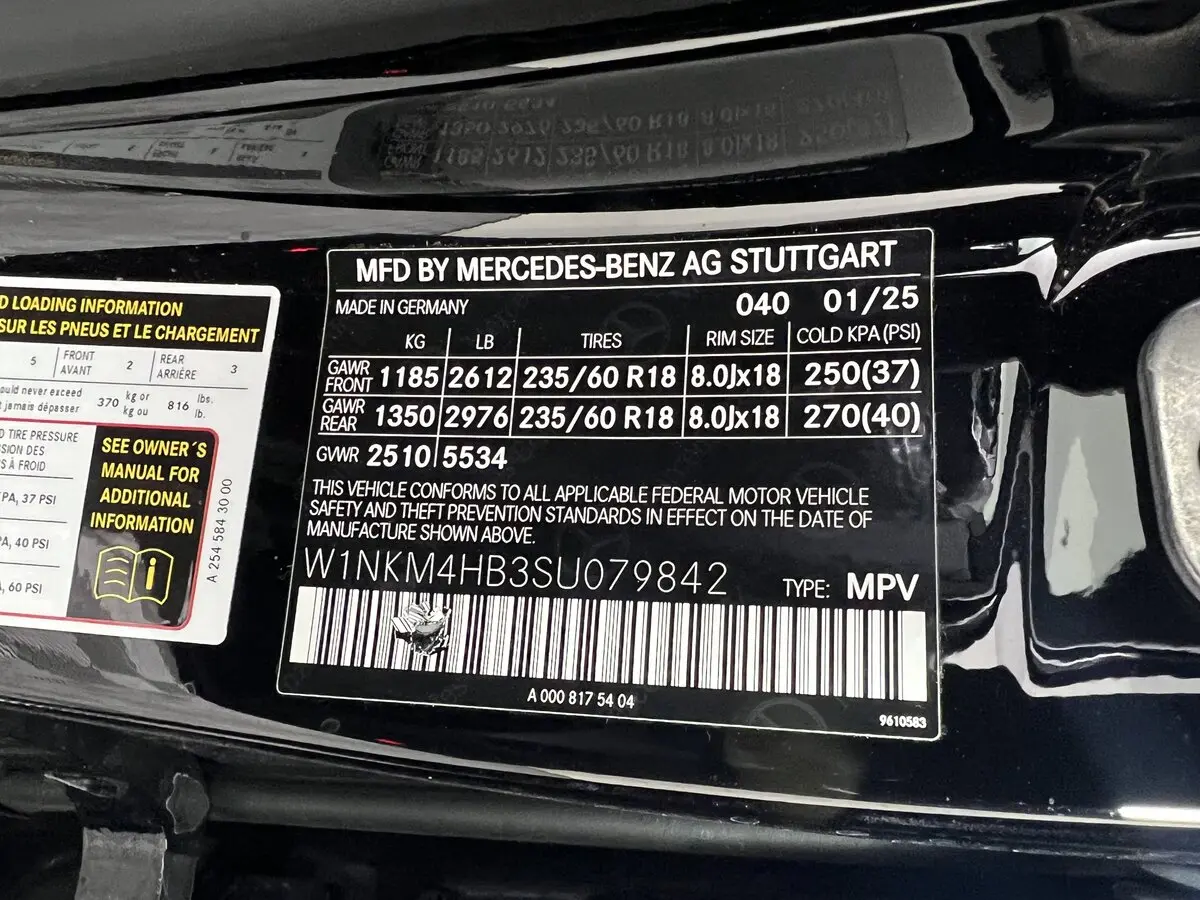 D LOADING INFORMATION
SUR LES PNEUS ET LE CHARGEMENT
5 FRONT AVANT 2 REAR ARRIÈRE 3
ould never exceed
t jamais dépasser 370 kg or kg ou 816 lbs. lb.
D TIRE PRESSURE
SION DES
S À FROID
PA, 37 PSI
A, 40 PSI
, 60 PSI
SEE OWNER´S
MANUAL FOR
ADDITIONAL
INFORMATION
A 254 584 30 00
MFD BY MERCEDES-BENZ AG STUTTGART
MADE IN GERMANY 040 01/25
KG LB TIRES RIM SIZE COLD KPA(PSI)
GAWR FRONT 1185 2612 235/60 R18 8.0Jx18 250(37)
GAWR REAR 1350 2976 235/60 R18 8.0Jx18 270(40)
GVWR 2510 5534
THIS VEHICLE CONFORMS TO ALL APPLICABLE FEDERAL MOTOR VEHICLE
SAFETY AND THEFT PREVENTION STANDARDS IN EFFECT ON THE DATE OF
MANUFACTURE SHOWN ABOVE.
W1NKM4HB3SU079842 TYPE: MPV
A 000 817 54 04
9610583